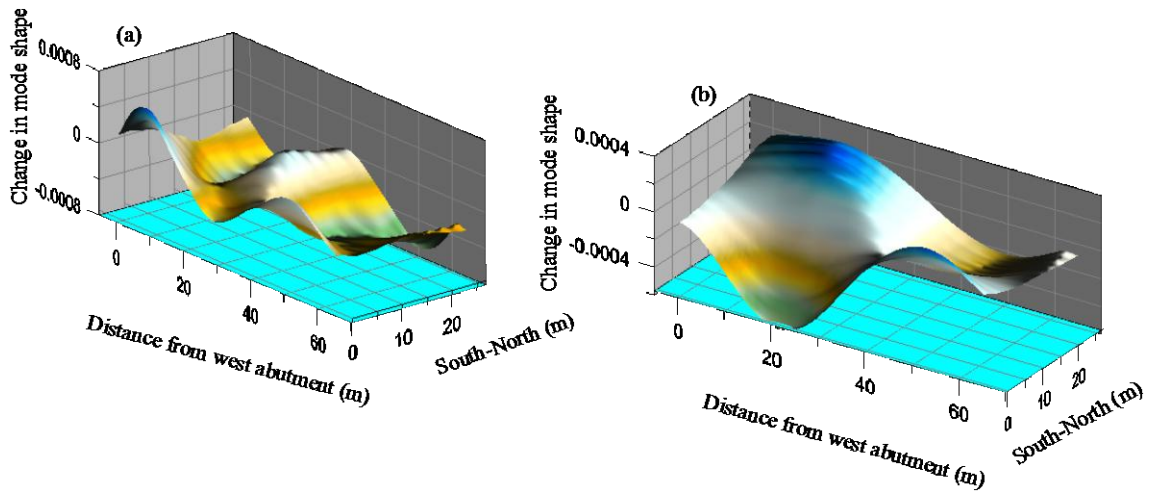 (a)
Change in mode shape
0.0008
0
-0.0008
0
20
40
60
Distance from west abutment (m)
0
10
20
South-North (m)
(b)
Change in mode shape
0.0004
0
-0.0004
0
20
40
60
Distance from west abutment (m)
0
10
20
South-North (m)